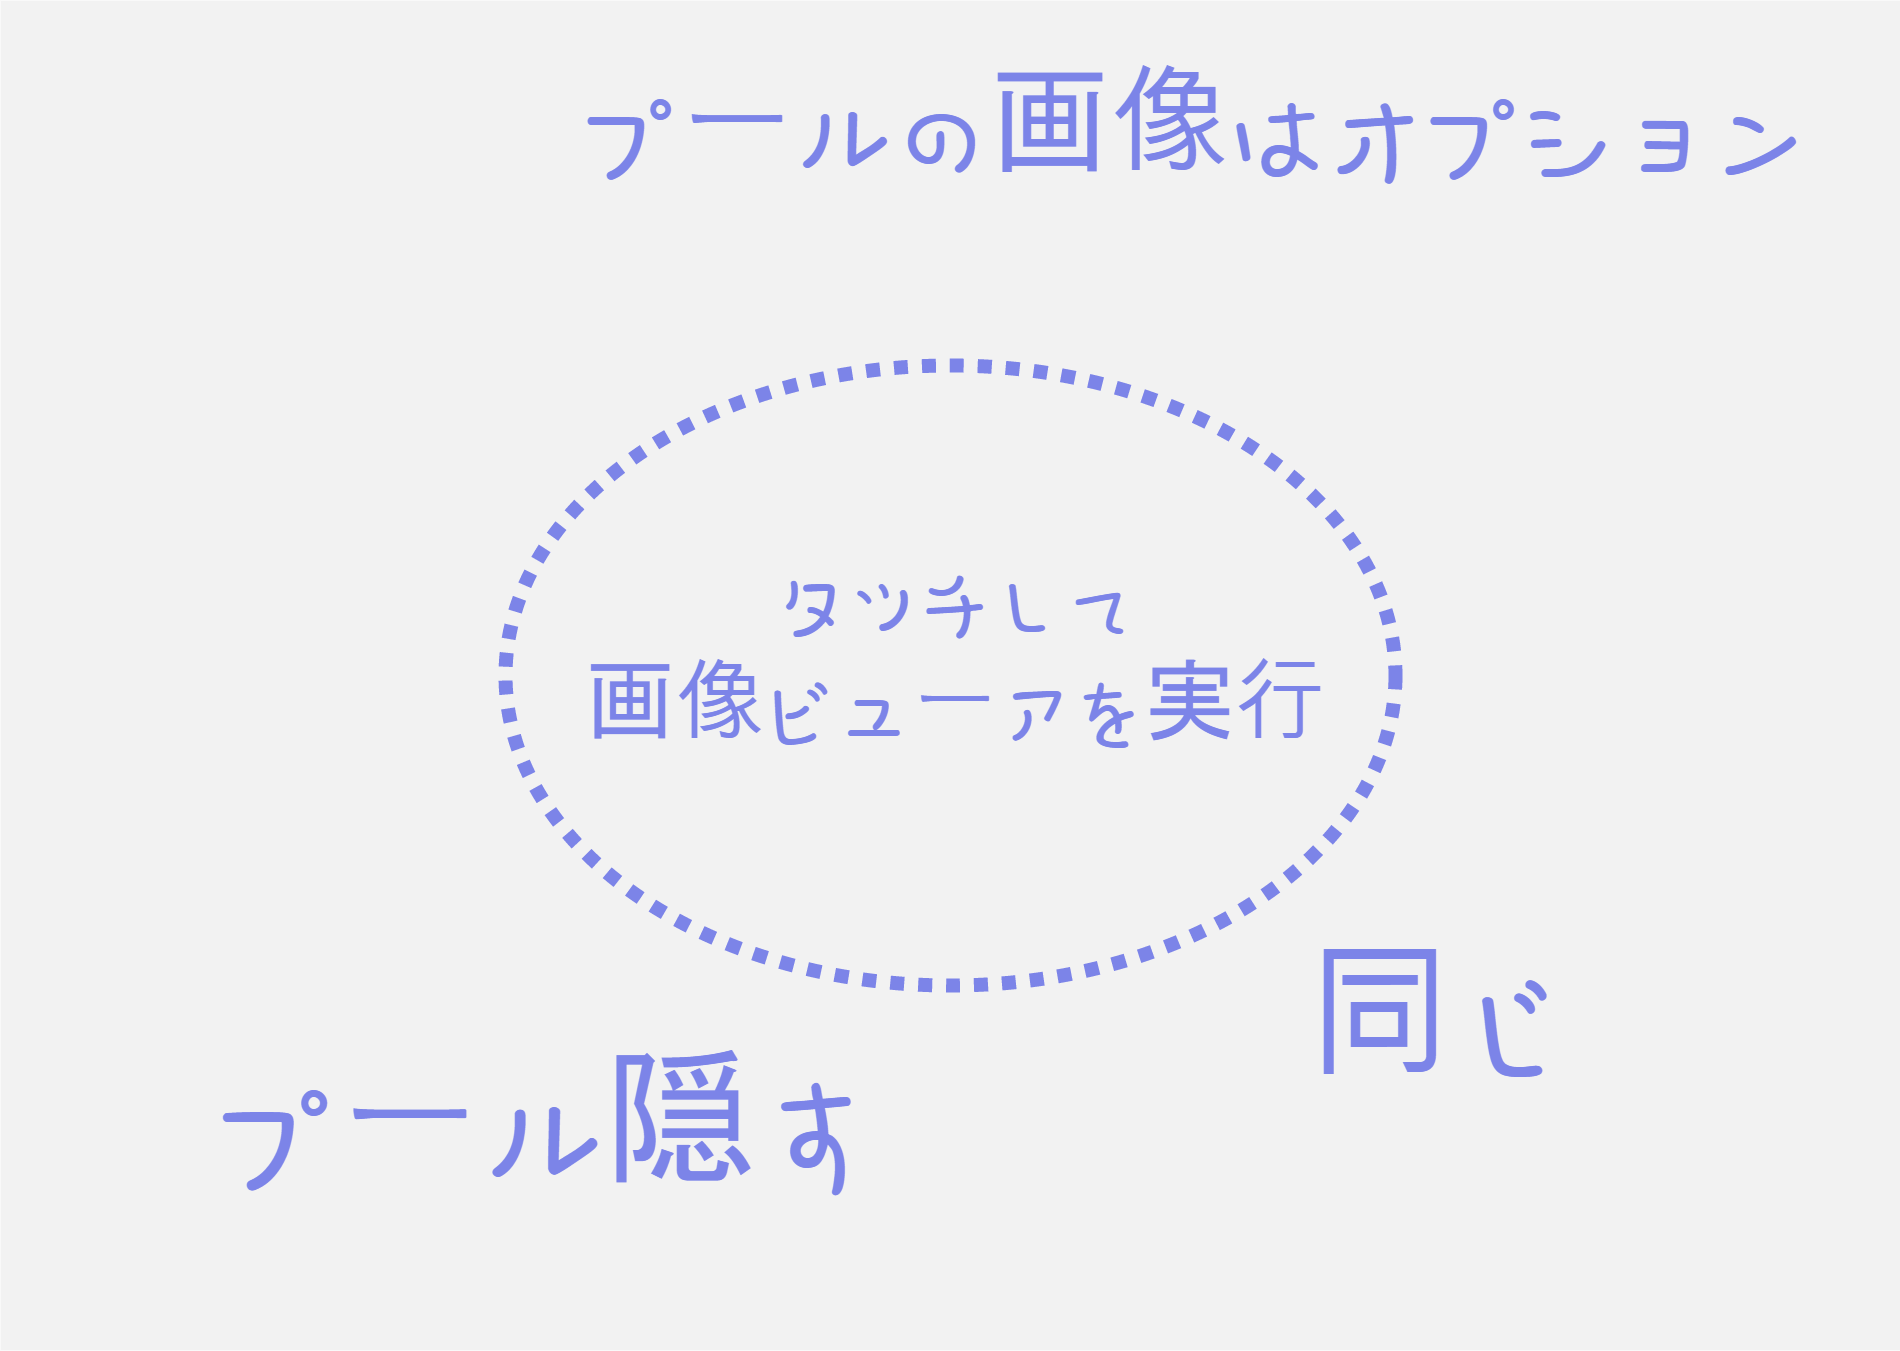 プールの画像はオプション
タッチして
画像ビューアを実行
同じ
プール隠す